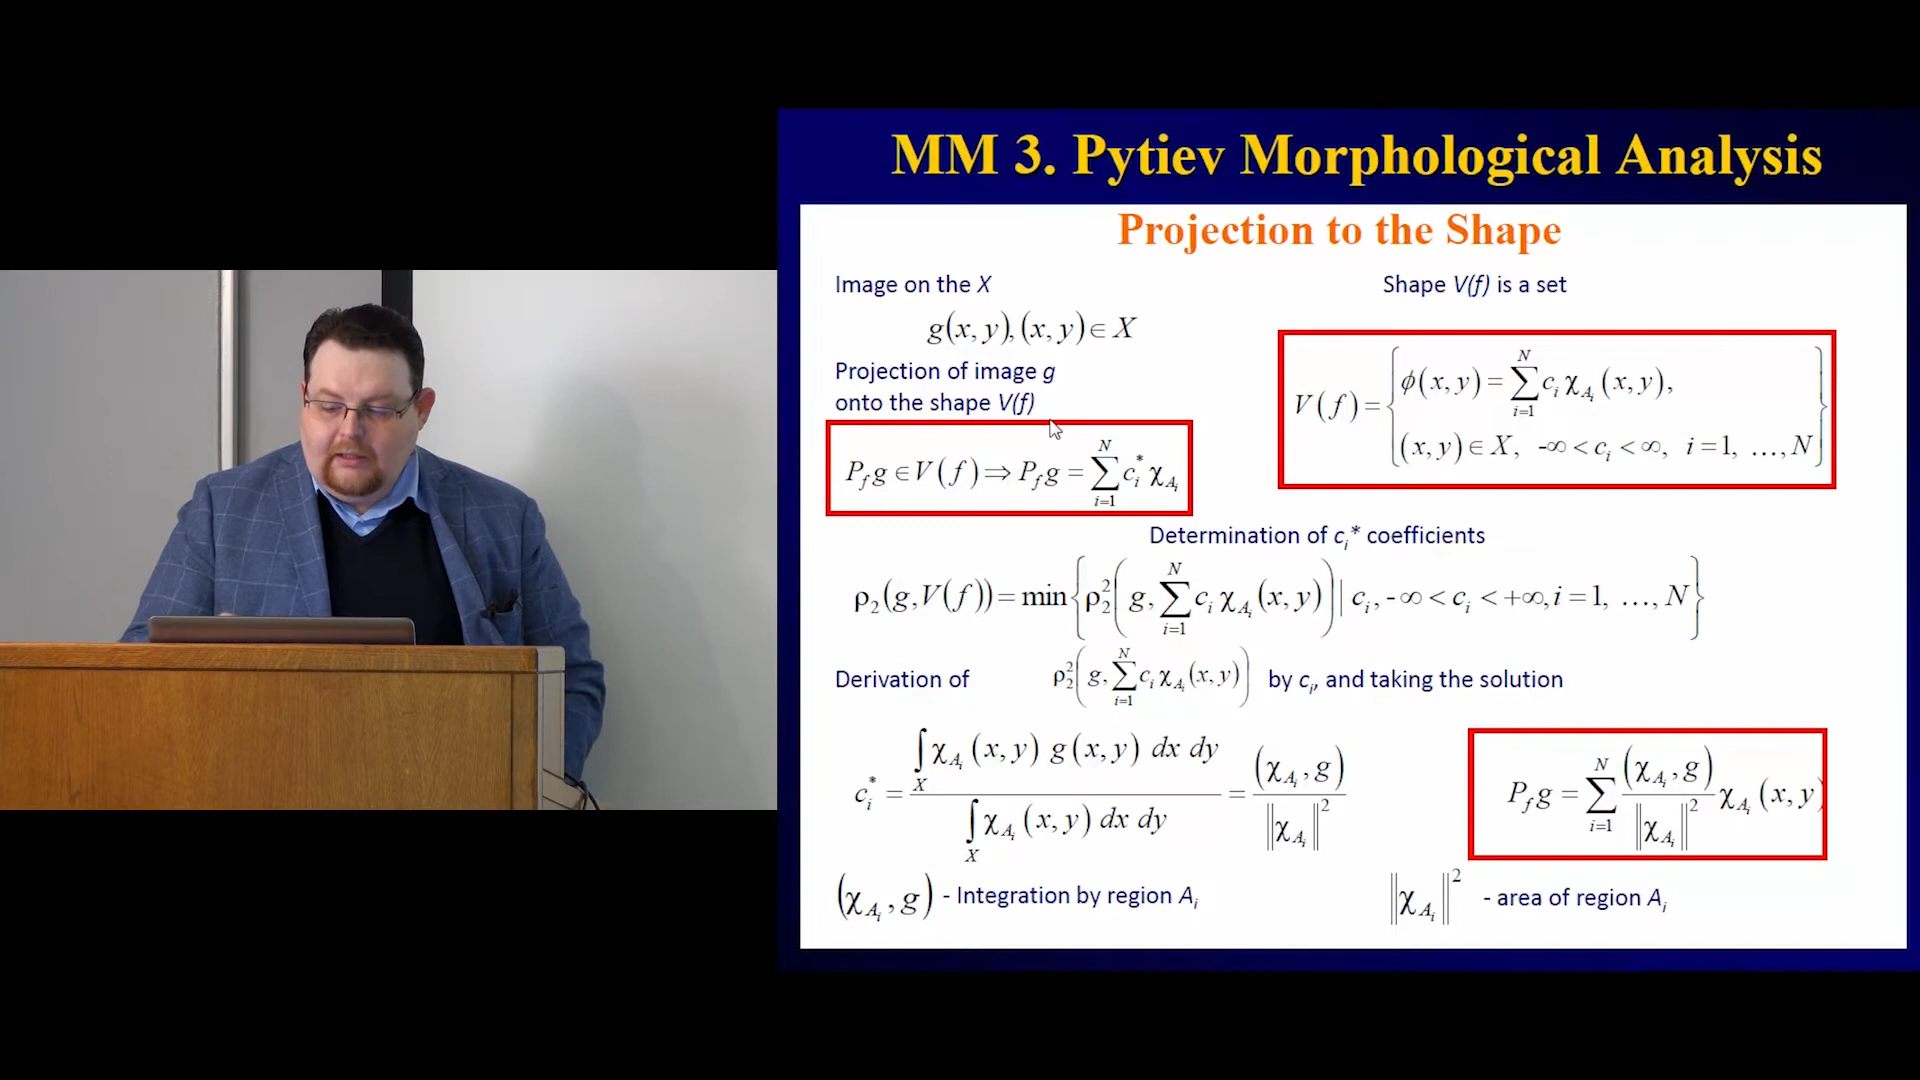 MM 3. Pytiev Morphological Analysis
Projection to the Shape
Image on the X
g(x, y), (x, y) ∈ X
Projection of image g
onto the shape V(f)
P_f g ∈ V(f) ⇒ P_f g = ∑_{i=1}^{N} c_i^* χ_{A_i}
Shape V(f) is a set
V(f) = { ϕ(x, y) = ∑_{i=1}^{N} c_i χ_{A_i}(x, y),
(x, y) ∈ X, -∞ < c_i < ∞, i = 1, ..., N }
Determination of c_i* coefficients
ρ_2(g, V(f)) = min{ ρ_2^2( g, ∑_{i=1}^{N} c_i χ_{A_i}(x, y) ) | c_i, -∞ < c_i < +∞, i = 1, ..., N }
Derivation of ρ_2^2( g, ∑_{i=1}^{N} c_i χ_{A_i}(x, y) ) by c_i, and taking the solution
c_i^* = ∫_X χ_{A_i}(x, y) g(x, y) dx dy / ∫_X χ_{A_i}(x, y) dx dy = (χ_{A_i}, g) / ||χ_{A_i}||^2
P_f g = ∑_{i=1}^{N} (χ_{A_i}, g) / ||χ_{A_i}||^2 χ_{A_i}(x, y)
(χ_{A_i}, g) - Integration by region A_i
||χ_{A_i}||^2 - area of region A_i